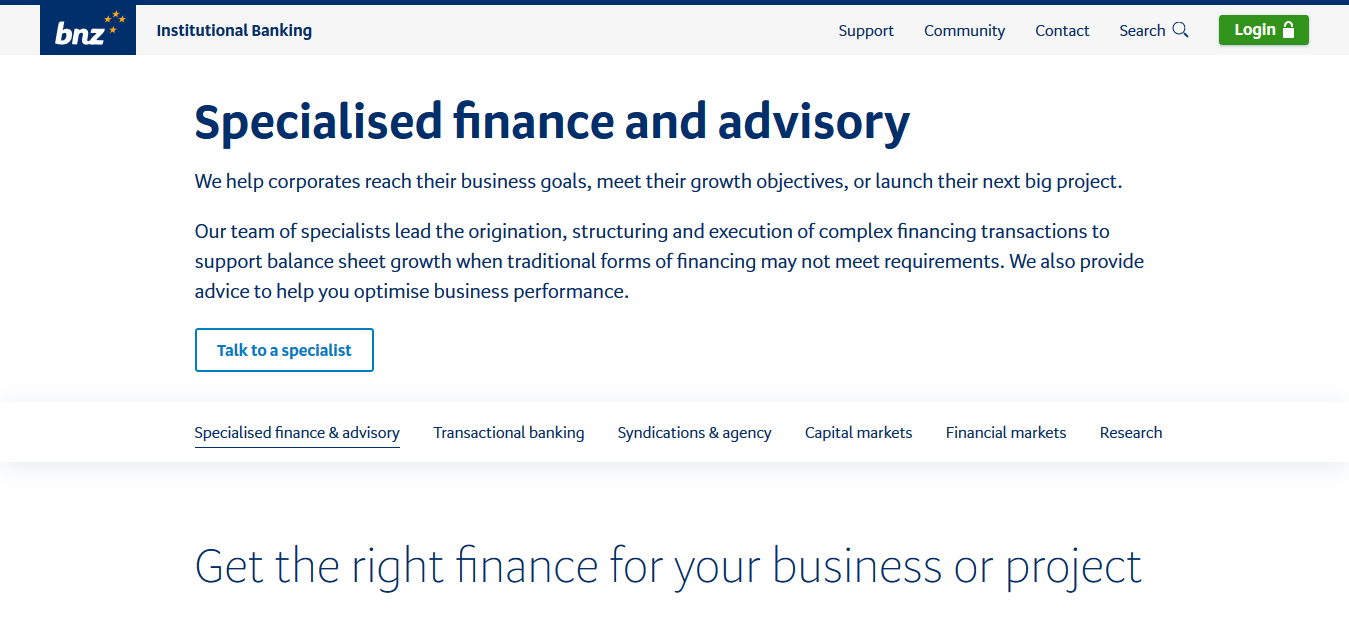 bnz
Institutional Banking
Support
Community
Contact
Search
Login
Specialised finance and advisory
We help corporates reach their business goals, meet their growth objectives, or launch their next big project.
Our team of specialists lead the origination, structuring and execution of complex financing transactions to
support balance sheet growth when traditional forms of financing may not meet requirements. We also provide
advice to help you optimise business performance.
Talk to a specialist
Specialised finance & advisory
Transactional banking
Syndications & agency
Capital markets
Financial markets
Research
Get the right finance for your business or project